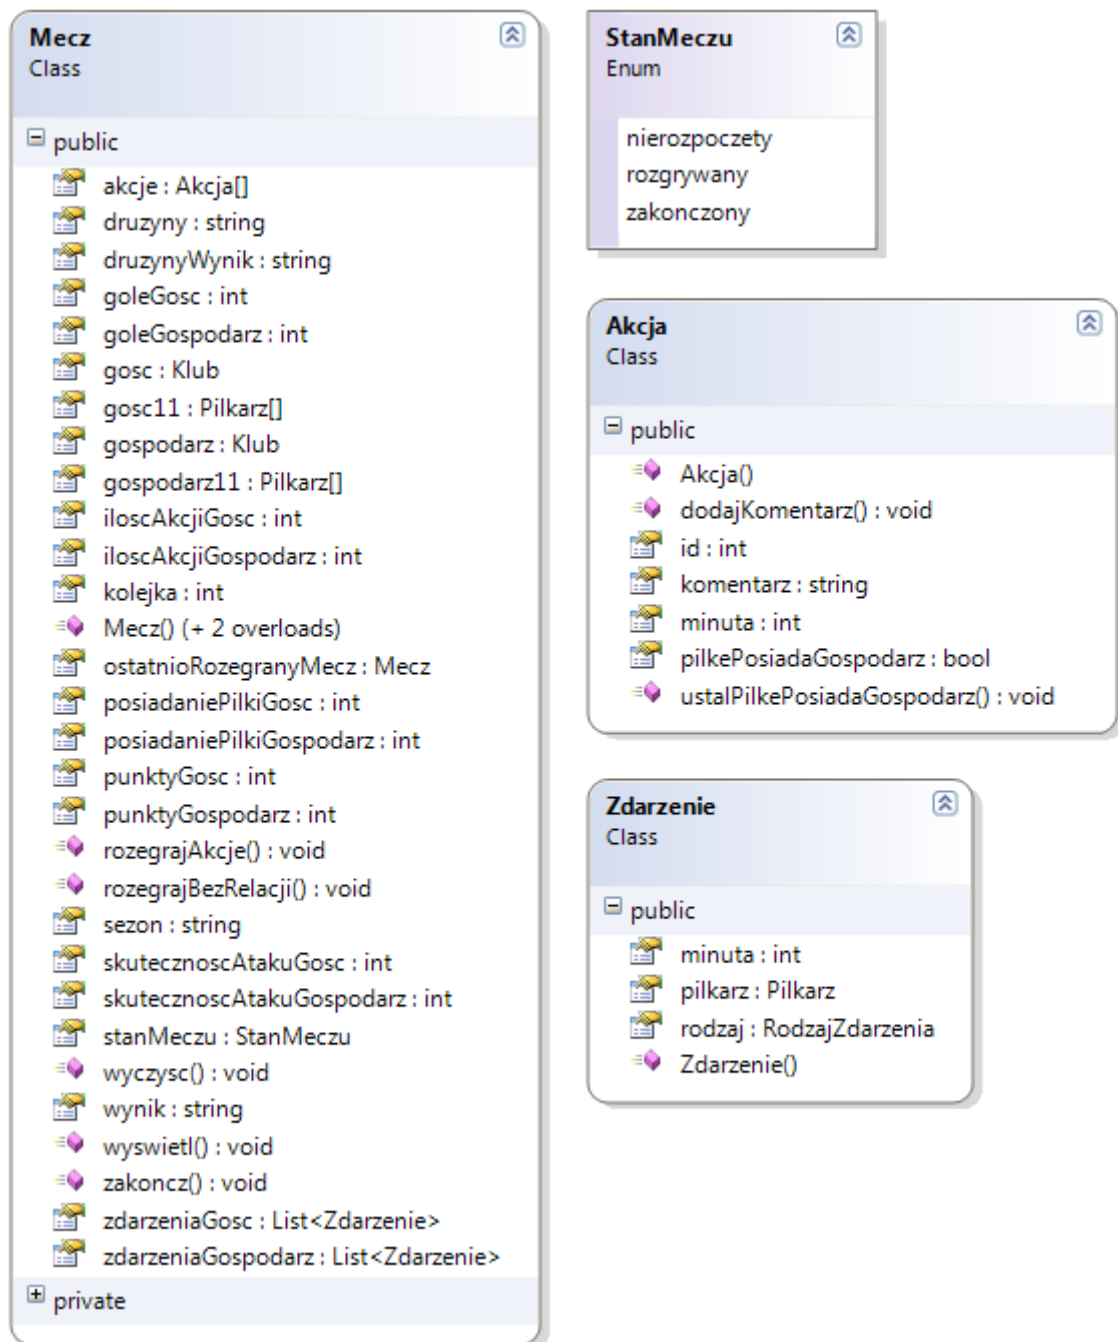 Mecz
Class
public
akcje : Akcja[]
druzyny : string
druzynyWynik : string
goleGosc : int
goleGospodarz : int
gosc : Klub
gosc11 : Pilkarz[]
gospodarz : Klub
gospodarz11 : Pilkarz[]
iloscAkcjiGosc : int
iloscAkcjiGospodarz : int
kolejka : int
Mecz() (+ 2 overloads)
ostatnioRozegranyMecz : Mecz
posiadaniePilkiGosc : int
posiadaniePilkiGospodarz : int
punktyGosc : int
punktyGospodarz : int
rozegrajAkcje() : void
rozegrajBezRelacji() : void
sezon : string
skutecznoscAtakuGosc : int
skutecznoscAtakuGospodarz : int
stanMeczu : StanMeczu
wyczysc() : void
wynik : string
wyswietl() : void
zakoncz() : void
zdarzeniaGosc : List<Zdarzenie>
zdarzeniaGospodarz : List<Zdarzenie>
private
StanMeczu
Enum
nierozpoczety
rozgrywany
zakonczony
Akcja
Class
public
Akcja()
dodajKomentarz() : void
id : int
komentarz : string
minuta : int
pilkePosiadaGospodarz : bool
ustalPilkePosiadaGospodarz() : void
Zdarzenie
Class
public
minuta : int
pilkarz : Pilkarz
rodzaj : RodzajZdarzenia
Zdarzenie()